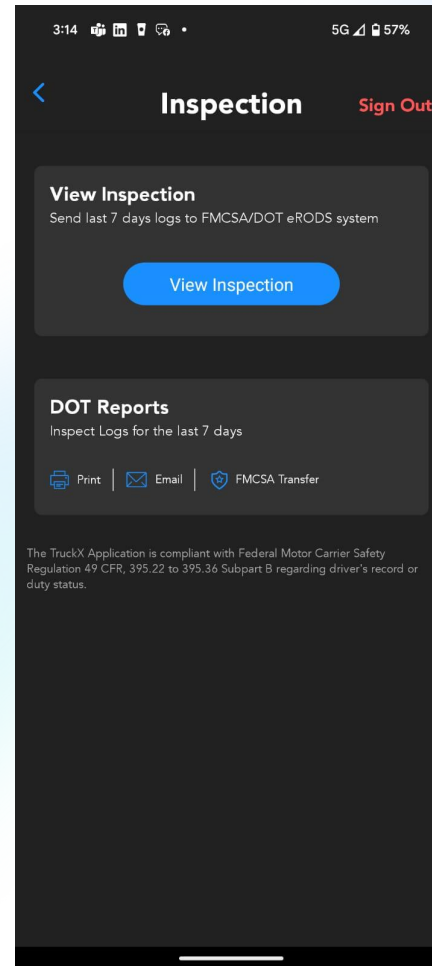 3:14 5G 57%
Inspection Sign Out
View Inspection
Send last 7 days logs to FMCSA/DOT eRODS system
View Inspection
DOT Reports
Inspect Logs for the last 7 days
Print Email FMCSA Transfer
The TruckX Application is compliant with Federal Motor Carrier Safety
Regulation 49 CFR, 395.22 to 395.36 Subpart B regarding driver's record or
duty status.